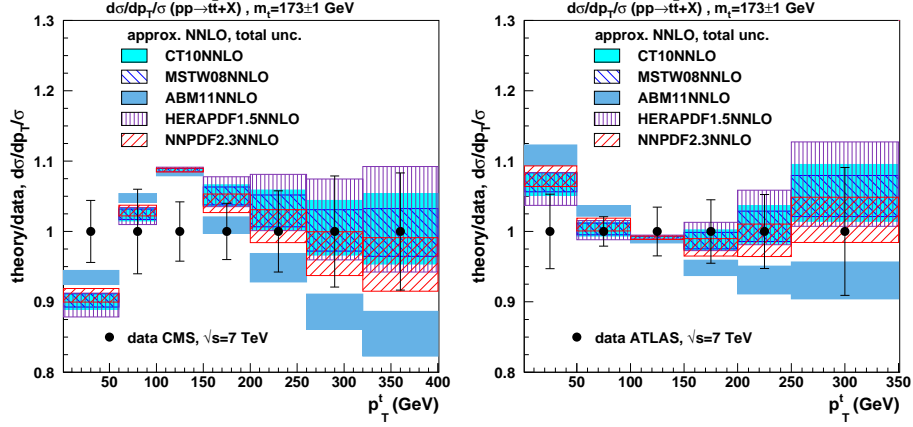 dσ/dp_T/σ (pp→tt̄+X) , m_t=173±1 GeV
theory/data, dσ/dp_T/σ
1.3
1.2
1.1
1
0.9
0.8
approx. NNLO, total unc.
CT10NNLO
MSTW08NNLO
ABM11NNLO
HERAPDF1.5NNLO
NNPDF2.3NNLO
data CMS, √s=7 TeV
50 100 150 200 250 300 350 400
p_T^t (GeV)
dσ/dp_T/σ (pp→tt̄+X) , m_t=173±1 GeV
theory/data, dσ/dp_T/σ
1.3
1.2
1.1
1
0.9
0.8
approx. NNLO, total unc.
CT10NNLO
MSTW08NNLO
ABM11NNLO
HERAPDF1.5NNLO
NNPDF2.3NNLO
data ATLAS, √s=7 TeV
50 100 150 200 250 300 350
p_T^t (GeV)